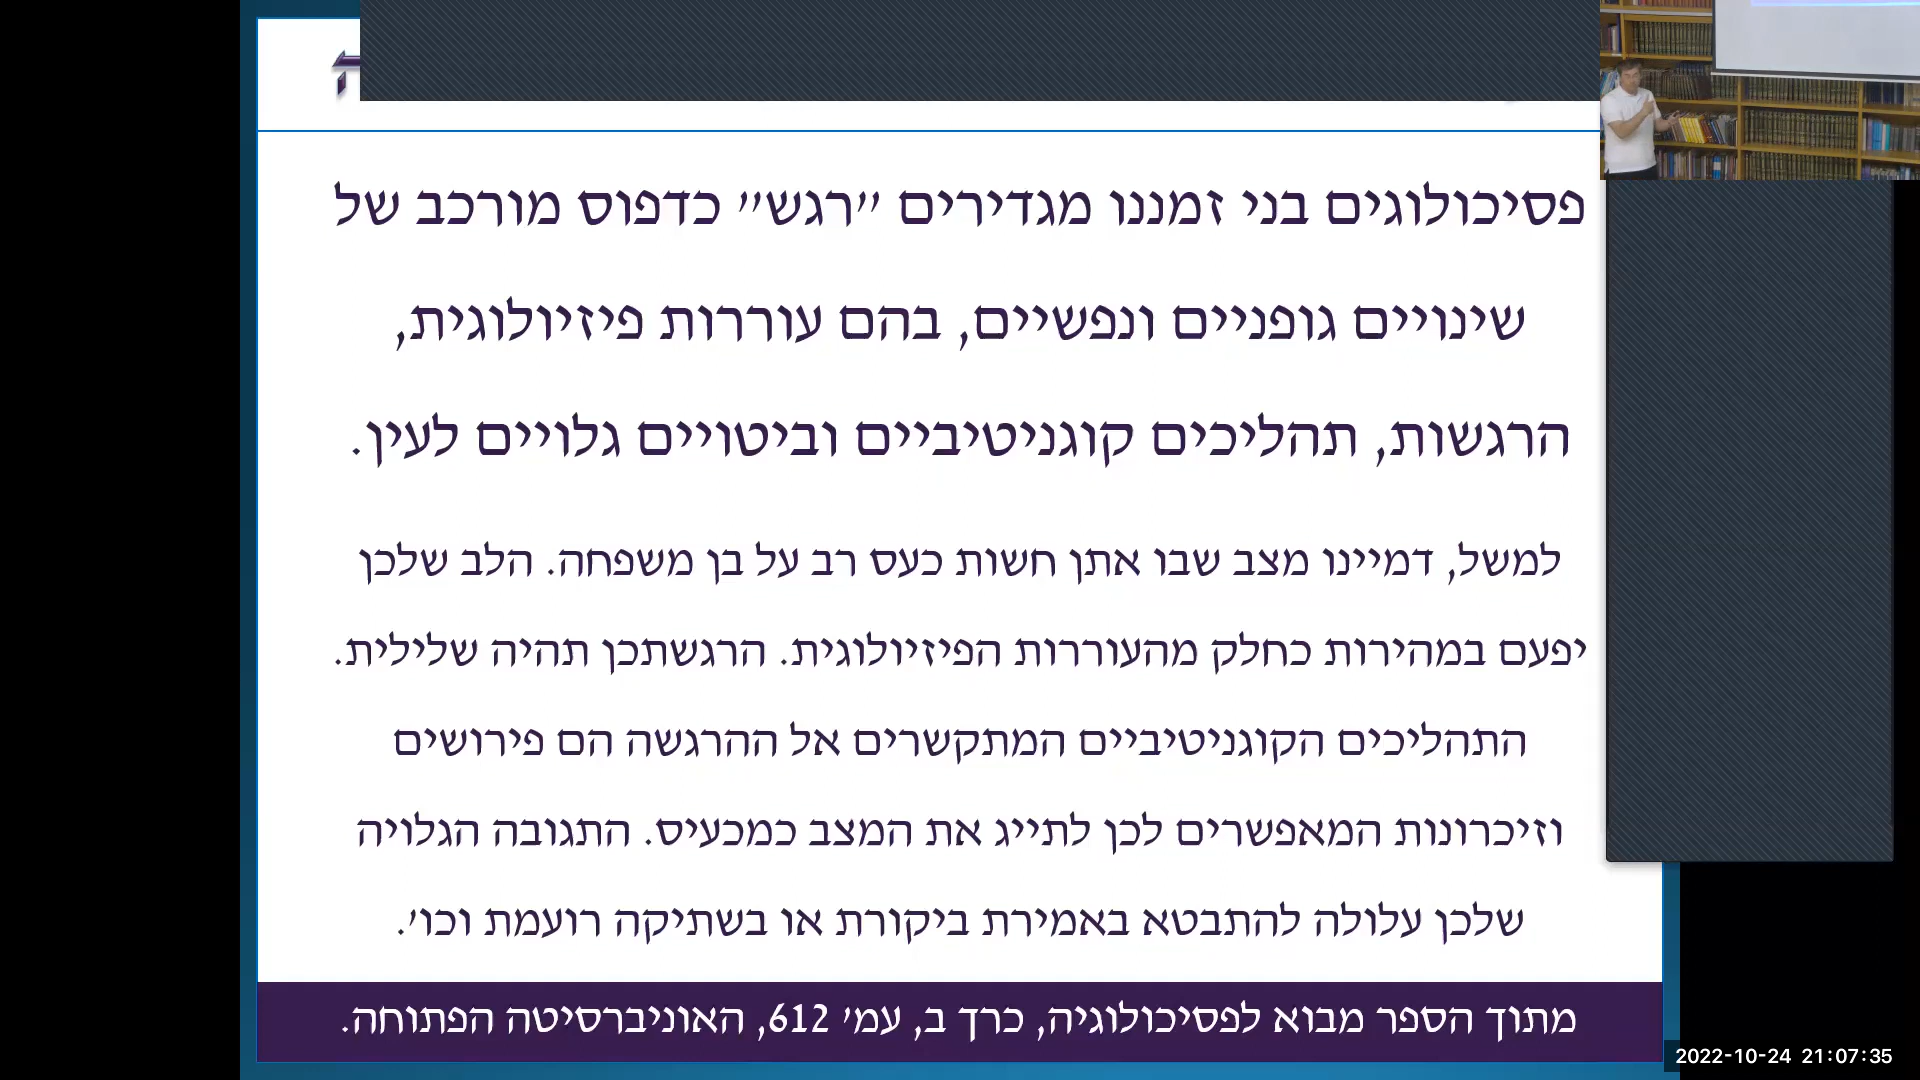 פסיכולוגים בני זמננו מגדירים "רגש" כדפוס מורכב של
שינויים גופניים ונפשיים, בהם עוררות פיזיולוגית,
הרגשות, תהליכים קוגניטיביים וביטויים גלויים לעין.
למשל, דמיינו מצב שבו אתן חשות כעס רב על בן משפחה. הלב שלכן
יפעם במהירות כחלק מהעוררות הפיזיולוגית. הרגשתכן תהיה שלילית.
התהליכים הקוגניטיביים המתקשרים אל ההרגשה הם פירושים
וזיכרונות המאפשרים לכן לתייג את המצב כמכעיס. התגובה הגלויה
שלכן עלולה להתבטא באמירת ביקורת או בשתיקה רועמת וכו'.
מתוך הספר מבוא לפסיכולוגיה, כרך ב, עמ' 612, האוניברסיטה הפתוחה.
2022-10-24 21:07:35